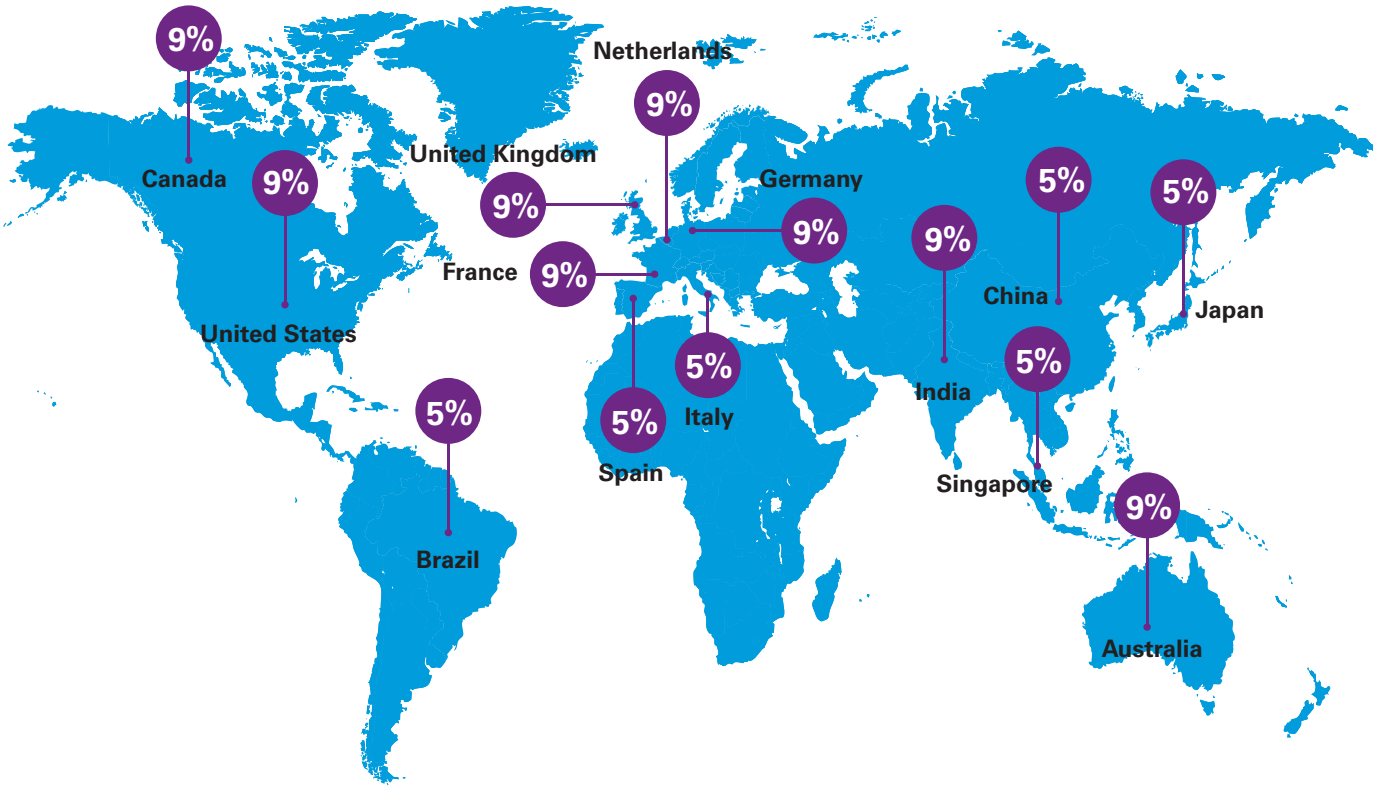 9%
Canada
9%
United States
Netherlands
9%
United Kingdom
9%
France
9%
Germany
9%
5%
Spain
5%
Italy
5%
Brazil
9%
India
5%
China
5%
Japan
5%
Singapore
9%
Australia